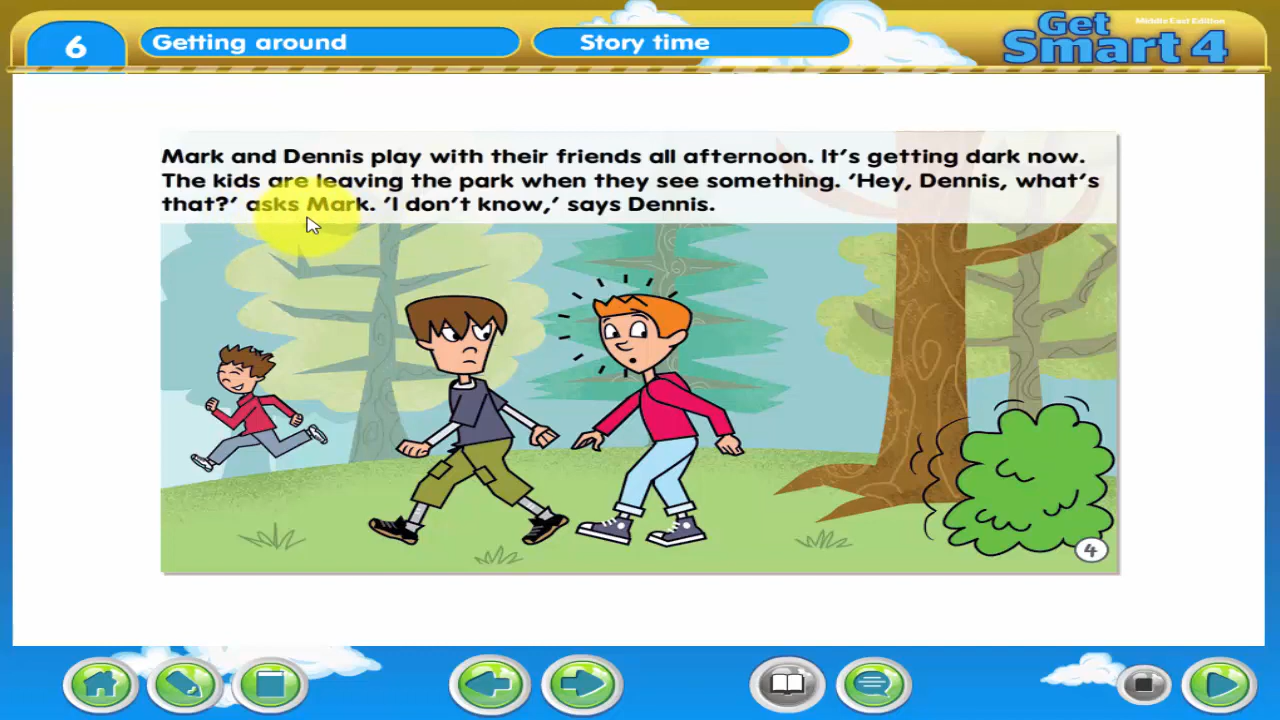 6
Getting around
Story time
Get
Middle East Edition
Smart 4
Mark and Dennis play with their friends all afternoon. It's getting dark now.
The kids are leaving the park when they see something. 'Hey, Dennis, what's
that?' asks Mark. 'I don't know,' says Dennis.
4